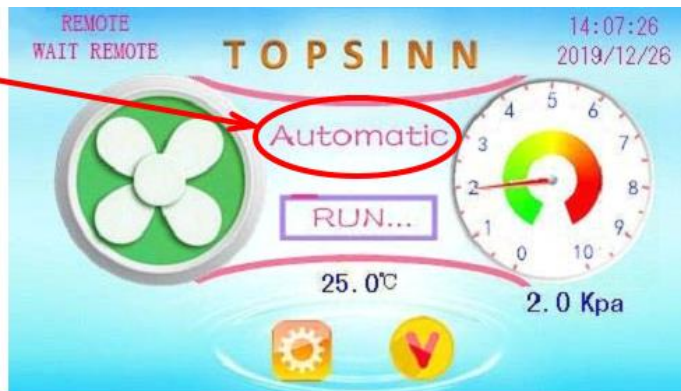 REMOTE
WAIT REMOTE
TOPSINN
14:07:26
2019/12/26
Automatic
RUN...
25.0℃
0
1
2
3
4
5
6
7
8
9
10
2.0 Kpa